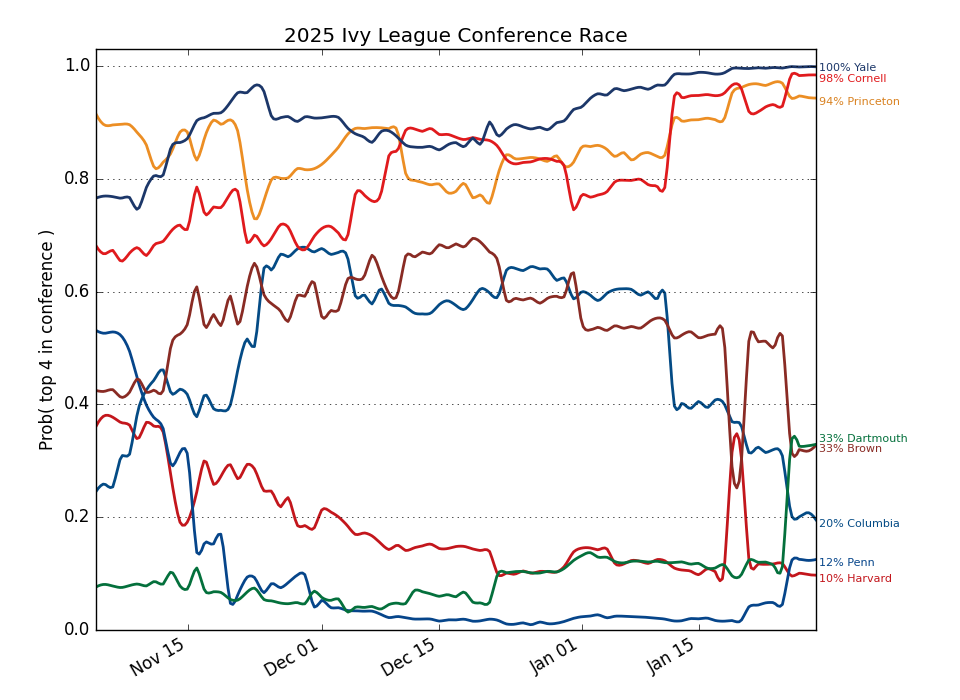 2025 Ivy League Conference Race
Prob( top 4 in conference )
1.0
0.8
0.6
0.4
0.2
0.0
Nov 15
Dec 01
Dec 15
Jan 01
Jan 15
100% Yale
98% Cornell
94% Princeton
33% Dartmouth
33% Brown
20% Columbia
12% Penn
10% Harvard